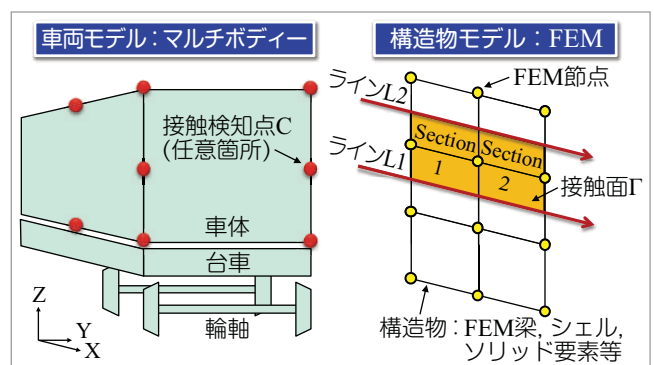 車両モデル：マルチボディー
構造物モデル：FEM
接触検知点C
(任意箇所)
車体
台車
輪軸
Z
Y
X
FEM節点
ラインL2
ラインL1
Section
1
Section
2
接触面Γ
構造物：FEM梁, シェル,
ソリッド要素等